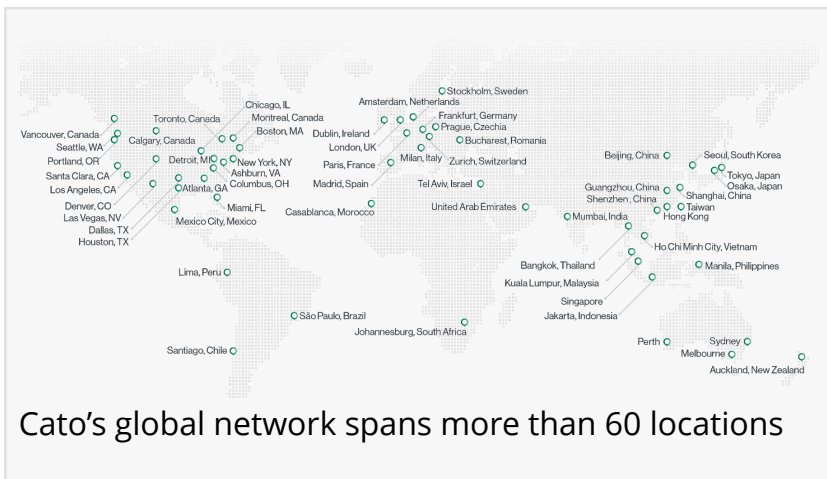 Stockholm, Sweden
Amsterdam, Netherlands
Chicago, IL
Toronto, Canada
Montreal, Canada
Frankfurt, Germany
Boston, MA
Prague, Czechia
Vancouver, Canada
Calgary, Canada
Dublin, Ireland
Bucharest, Romania
Seattle, WA
London, UK
Portland, OR
Detroit, MI
New York, NY
Paris, France
Milan, Italy
Zurich, Switzerland
Beijing, China
Seoul, South Korea
Santa Clara, CA
Ashburn, VA
Tokyo, Japan
Los Angeles, CA
Atlanta, GA
Columbus, OH
Madrid, Spain
Tel Aviv, Israel
Guangzhou, China
Osaka, Japan
Denver, CO
Miami, FL
Casablanca, Morocco
United Arab Emirates
Shenzhen, China
Shanghai, China
Las Vegas, NV
Mexico City, Mexico
Mumbai, India
Taiwan
Dallas, TX
Hong Kong
Houston, TX
Ho Chi Minh City, Vietnam
Bangkok, Thailand
Manila, Philippines
Lima, Peru
Kuala Lumpur, Malaysia
Singapore
São Paulo, Brazil
Jakarta, Indonesia
Johannesburg, South Africa
Perth
Sydney
Santiago, Chile
Melbourne
Auckland, New Zealand
Cato’s global network spans more than 60 locations